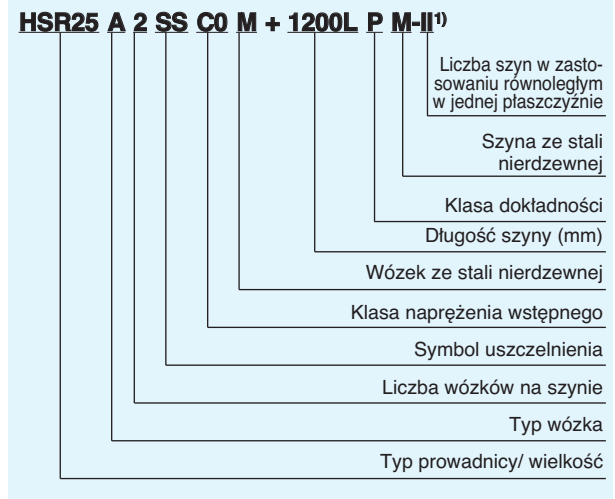 HSR25 A 2 SS C0 M + 1200L P M-II¹⁾
Liczba szyn w zasto-
sowaniu równoległym
w jednej płaszczyźnie
Szyna ze stali
nierdzewnej
Klasa dokładności
Długość szyny (mm)
Wózek ze stali nierdzewnej
Klasa naprężenia wstępnego
Symbol uszczelnienia
Liczba wózków na szynie
Typ wózka
Typ prowadnicy/ wielkość